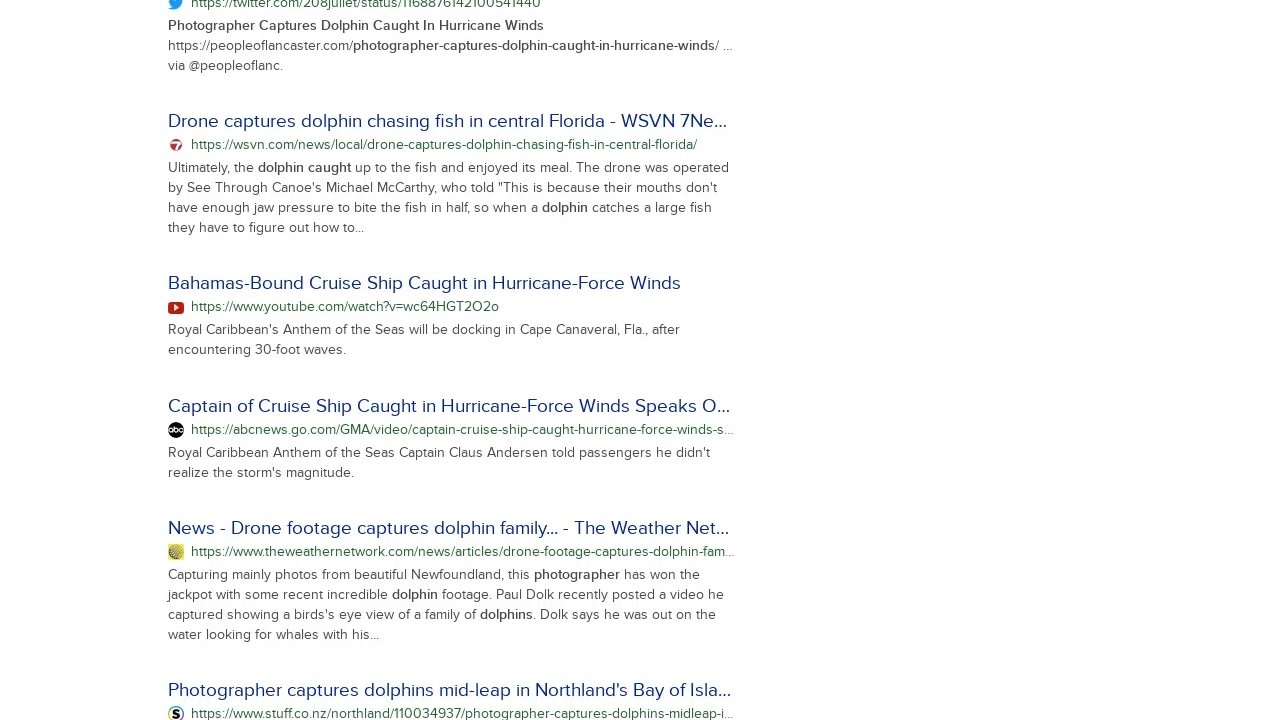 https://twitter.com/208juliet/status/1168876142100541440
Photographer Captures Dolphin Caught In Hurricane Winds
https://peopleoflancaster.com/photographer-captures-dolphin-caught-in-hurricane-winds/ ...
via @peopleoflanc.
Drone captures dolphin chasing fish in central Florida - WSVN 7Ne...
https://wsvn.com/news/local/drone-captures-dolphin-chasing-fish-in-central-florida/
Ultimately, the dolphin caught up to the fish and enjoyed its meal. The drone was operated
by See Through Canoe's Michael McCarthy, who told "This is because their mouths don't
have enough jaw pressure to bite the fish in half, so when a dolphin catches a large fish
they have to figure out how to...
Bahamas-Bound Cruise Ship Caught in Hurricane-Force Winds
https://www.youtube.com/watch?v=wc64HGT2O2o
Royal Caribbean's Anthem of the Seas will be docking in Cape Canaveral, Fla., after
encountering 30-foot waves.
Captain of Cruise Ship Caught in Hurricane-Force Winds Speaks O...
abc https://abcnews.go.com/GMA/video/captain-cruise-ship-caught-hurricane-force-winds-s...
Royal Caribbean Anthem of the Seas Captain Claus Andersen told passengers he didn't
realize the storm's magnitude.
News - Drone footage captures dolphin family... - The Weather Net...
https://www.theweathernetwork.com/news/articles/drone-footage-captures-dolphin-fam...
Capturing mainly photos from beautiful Newfoundland, this photographer has won the
jackpot with some recent incredible dolphin footage. Paul Dolk recently posted a video he
captured showing a birds's eye view of a family of dolphins. Dolk says he was out on the
water looking for whales with his...
Photographer captures dolphins mid-leap in Northland's Bay of Isla...
S https://www.stuff.co.nz/northland/110034937/photographer-captures-dolphins-midleap-i...